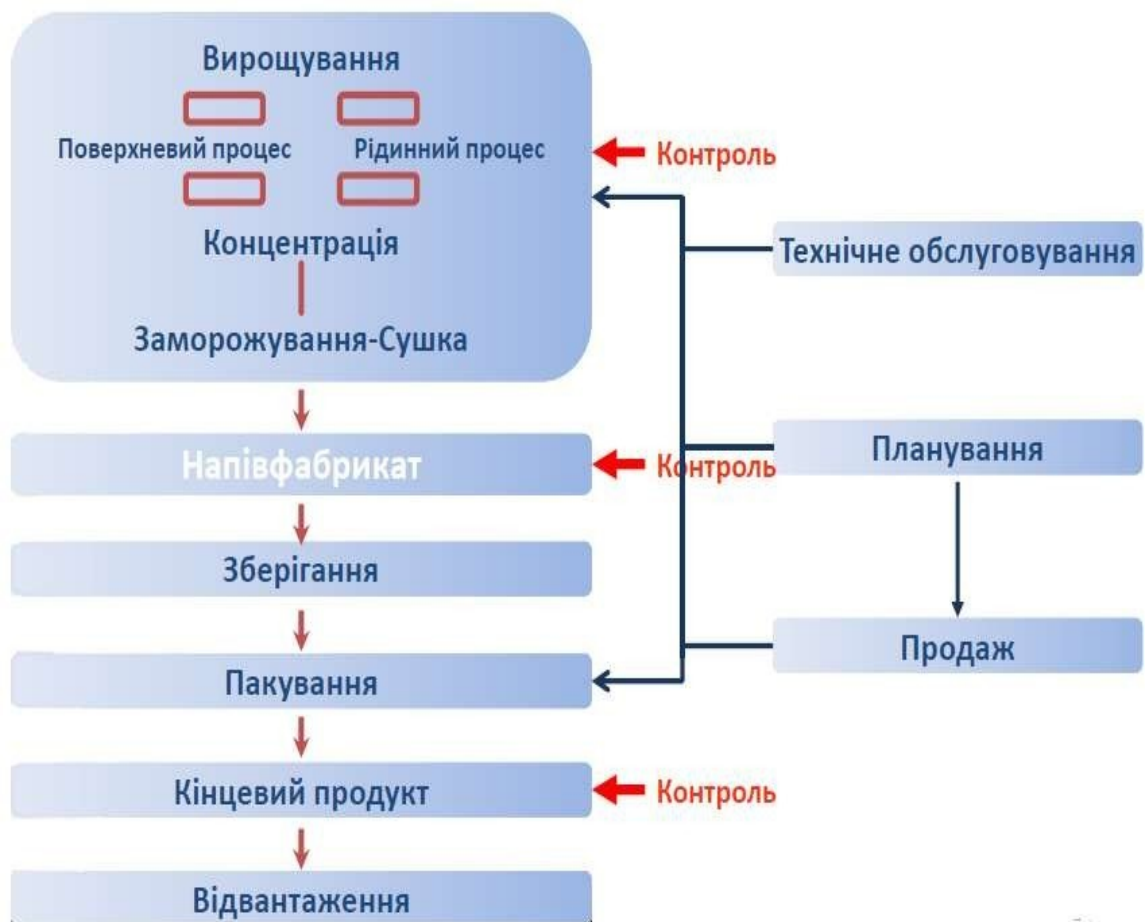 Вирощування
Поверхневий процес
Рідинний процес
Контроль
Концентрація
Технічне обслуговування
Заморожування-Сушка
Напівфабрикат
Контроль
Планування
Зберігання
Пакування
Продаж
Кінцевий продукт
Контроль
Відвантаження